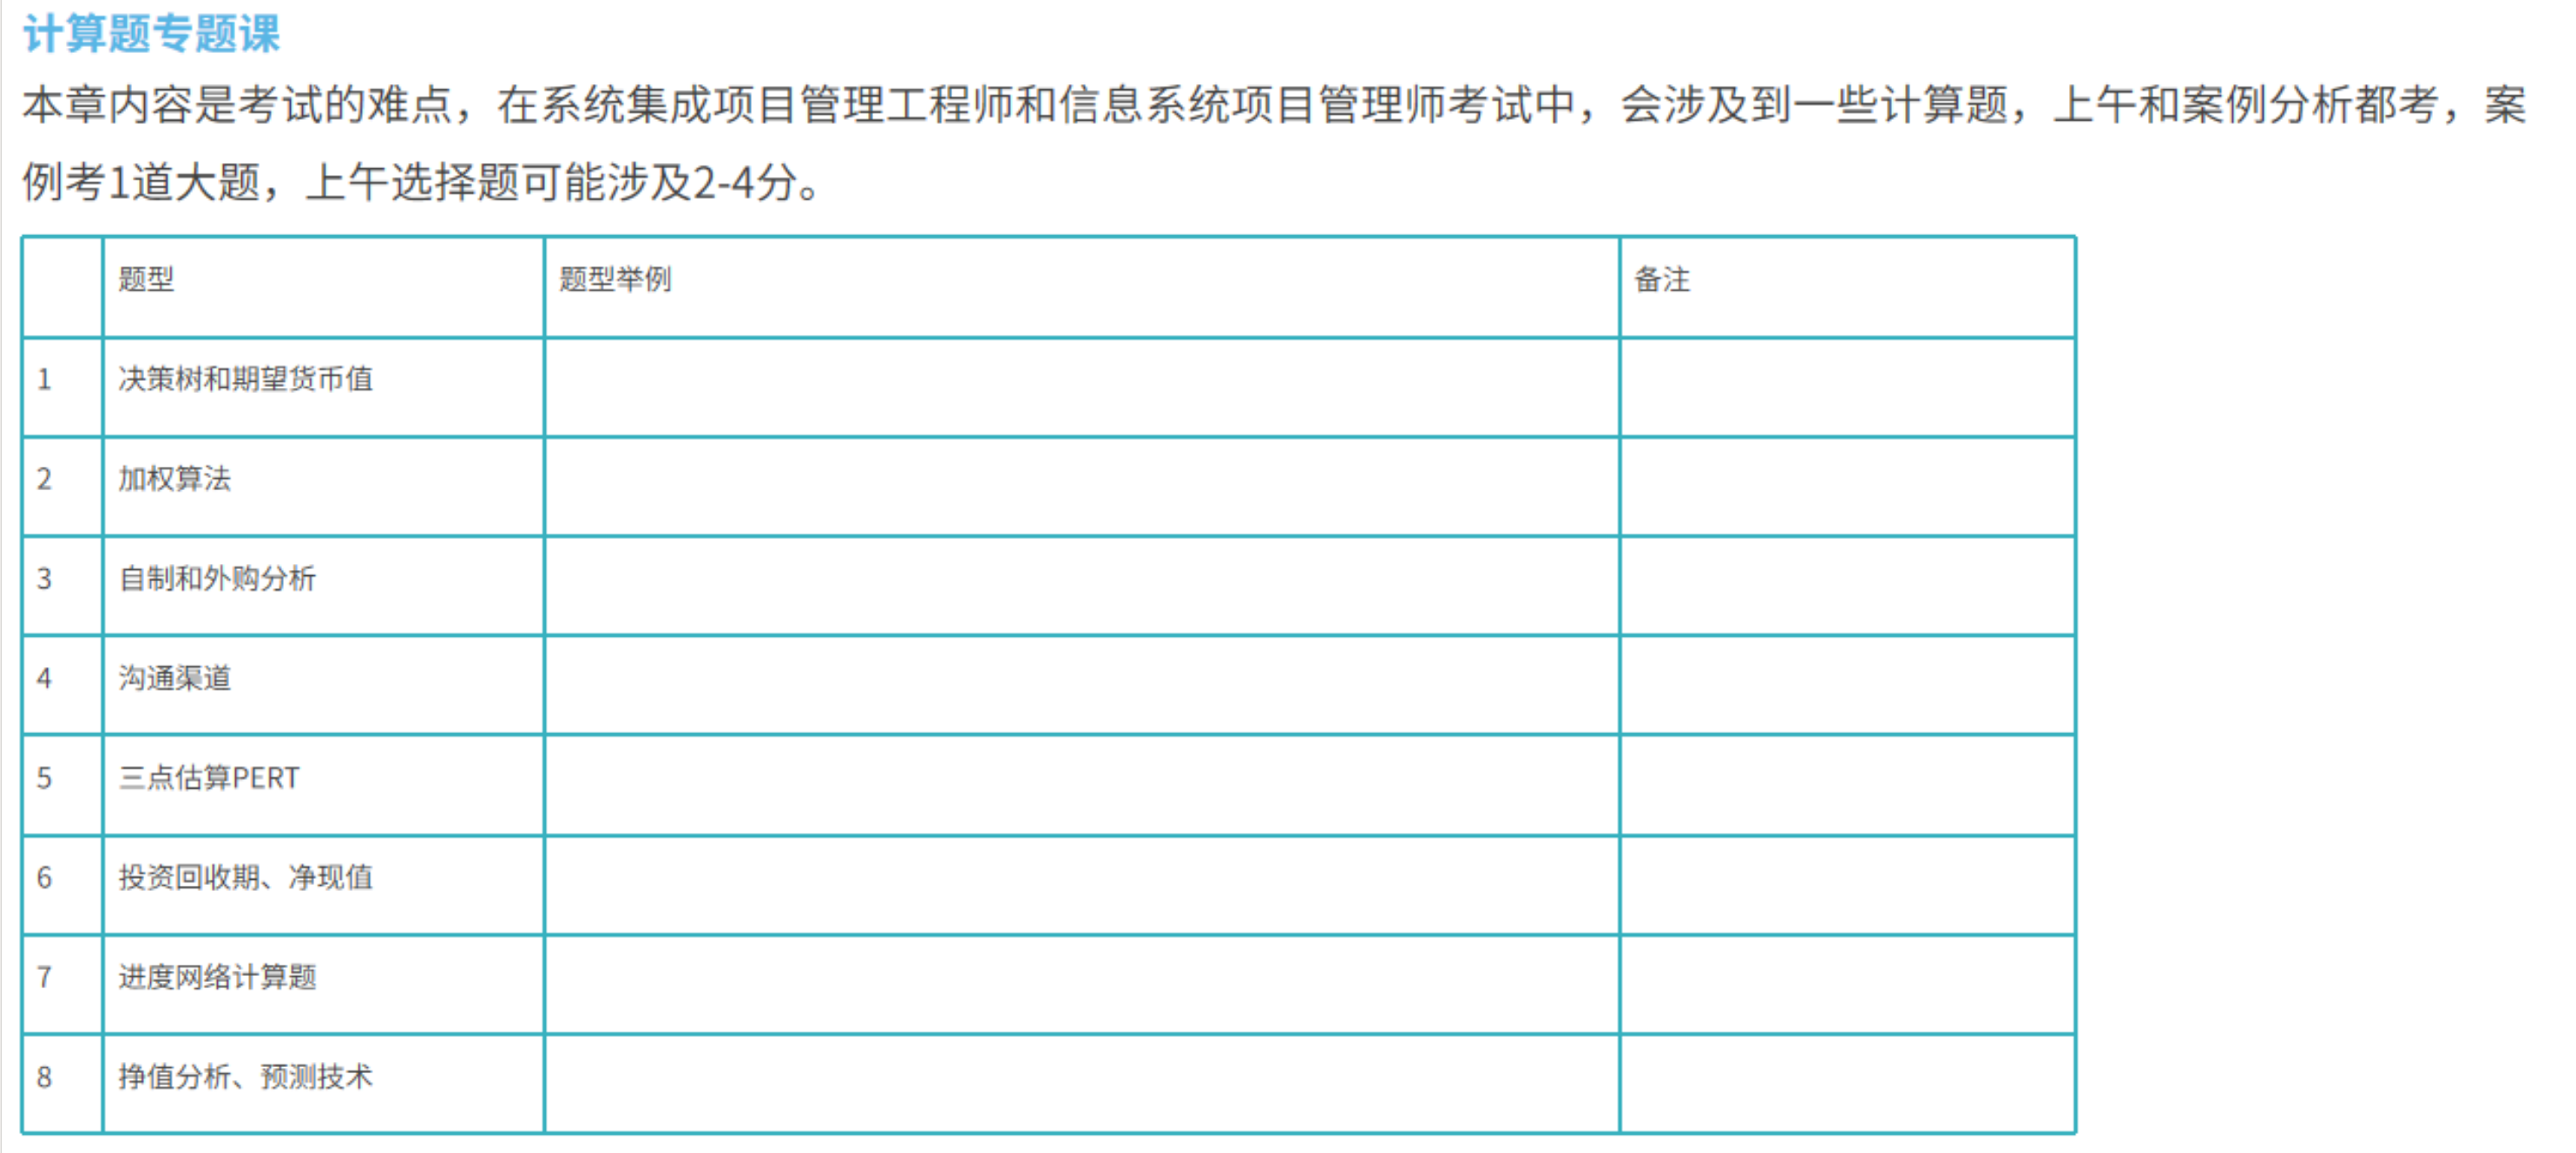 计算题专题课
本章内容是考试的难点，在系统集成项目管理工程师和信息系统项目管理师考试中，会涉及到一些计算题，上午和案例分析都考，案
例考1道大题，上午选择题可能涉及2-4分。
题型 题型举例 备注
1 决策树和期望货币值
2 加权算法
3 自制和外购分析
4 沟通渠道
5 三点估算PERT
6 投资回收期、净现值
7 进度网络计算题
8 挣值分析、预测技术